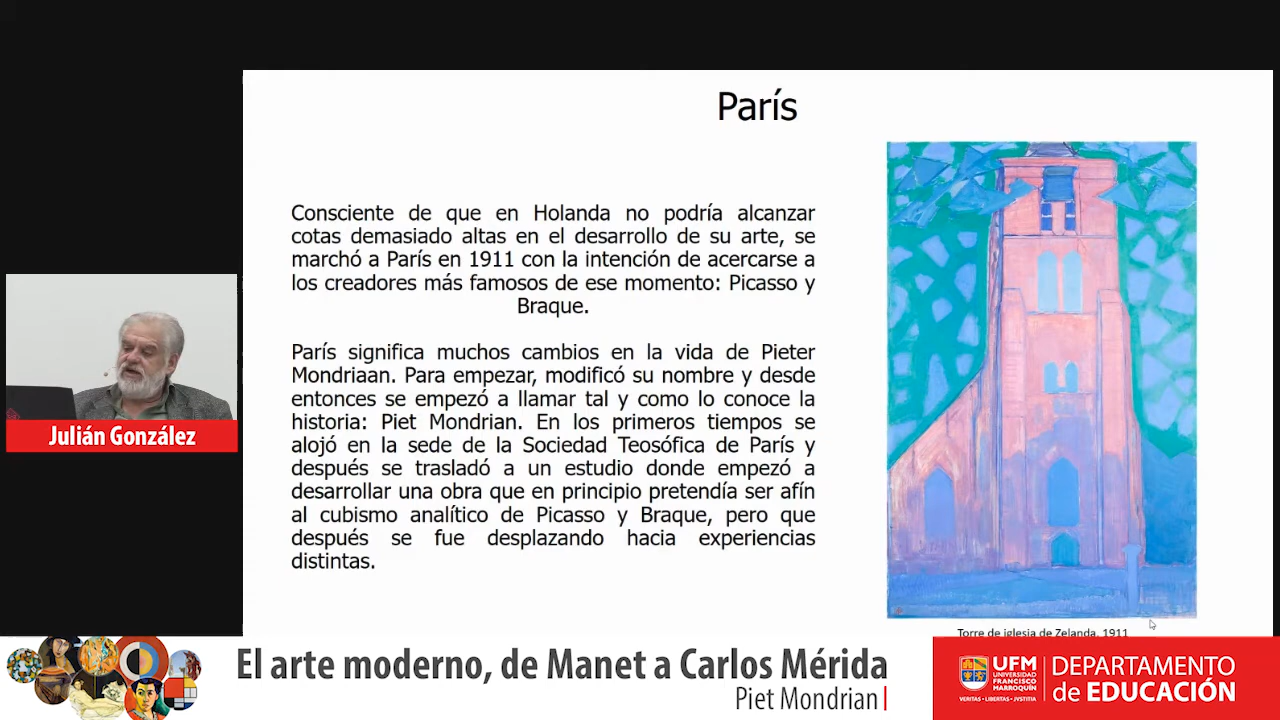 París
Consciente de que en Holanda no podría alcanzar
cotas demasiado altas en el desarrollo de su arte, se
marchó a París en 1911 con la intención de acercarse a
los creadores más famosos de ese momento: Picasso y
Braque.
París significa muchos cambios en la vida de Pieter
Mondriaan. Para empezar, modificó su nombre y desde
entonces se empezó a llamar tal y como lo conoce la
historia: Piet Mondrian. En los primeros tiempos se
alojó en la sede de la Sociedad Teosófica de París y
después se trasladó a un estudio donde empezó a
desarrollar una obra que en principio pretendía ser afín
al cubismo analítico de Picasso y Braque, pero que
después se fue desplazando hacia experiencias
distintas.
Torre de iglesia de Zelanda, 1911
Julián González
El arte moderno, de Manet a Carlos Mérida
Piet Mondrian
UFM
UNIVERSIDAD
FRANCISCO
MARROQUÍN
VERITAS · LIBERTAS · JVSTITIA
DEPARTAMENTO
de EDUCACIÓN